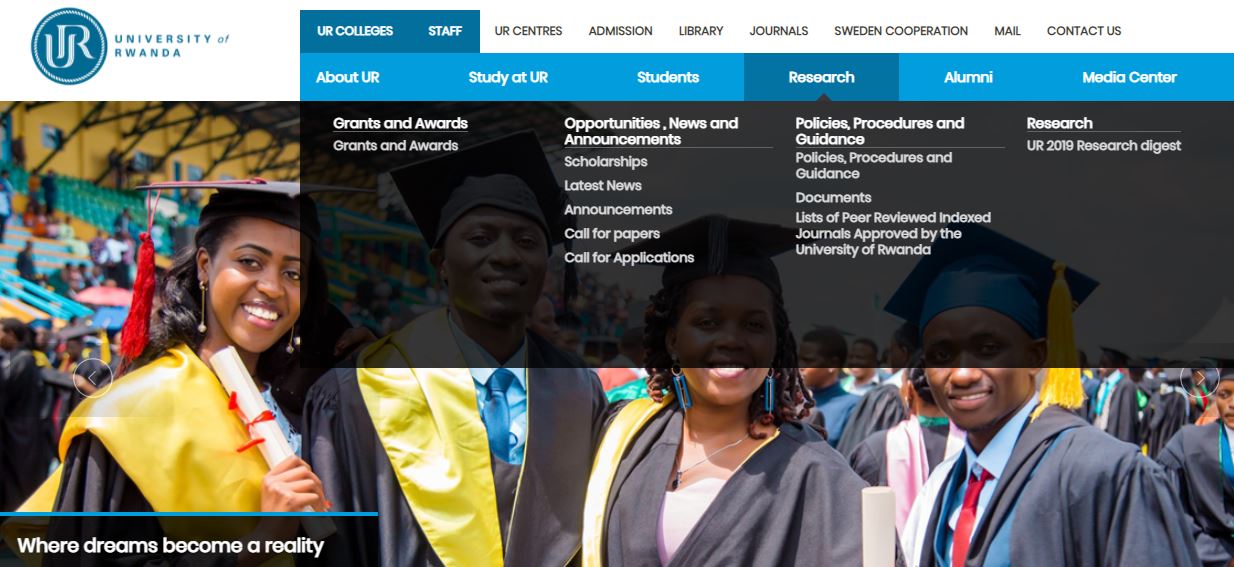 UR
UNIVERSITY of
RWANDA
UR COLLEGES STAFF UR CENTRES ADMISSION LIBRARY JOURNALS SWEDEN COOPERATION MAIL CONTACT US
About UR Study at UR Students Research Alumni Media Center
Grants and Awards
Grants and Awards
Opportunities , News and
Announcements
Scholarships
Latest News
Announcements
Call for papers
Call for Applications
Policies, Procedures and
Guidance
Policies, Procedures and
Guidance
Documents
Lists of Peer Reviewed Indexed
Journals Approved by the
University of Rwanda
Research
UR 2019 Research digest
Where dreams become a reality